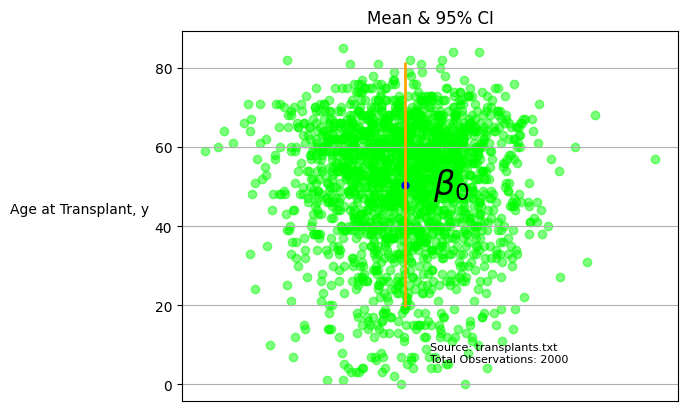 Mean & 95% CI
80
60
β0
Age at Transplant, y
40
20
Source: transplants.txt
Total Observations: 2000
0